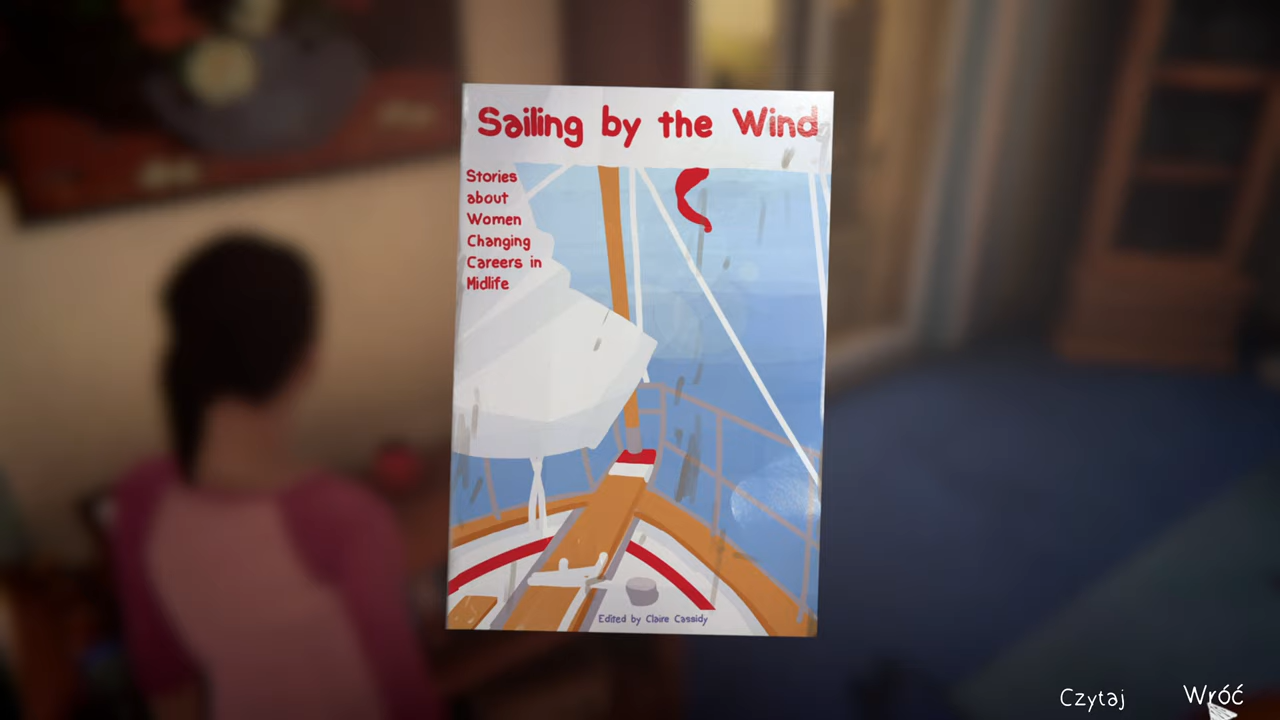 Sailing by the Wind
Stories
about
Women
Changing
Careers in
Midlife
Edited by Claire Cassidy
Czytaj
Wróć